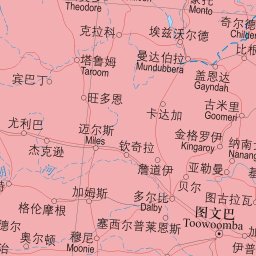 Theodore
Monto
克拉科
埃兹沃尔德
奇尔德
Childer
塔鲁姆
Taroom
曼达伯拉
Mundubbera
比根
宾巴丁
盖恩达
Gayndah
旺多恩
卡达加
古米里
Goomeri
尤利巴
迈尔斯
Miles
金格罗伊
Kingaroy
杰克逊
钦奇拉
纳南戈
Nanang
詹道伊
亚勒曼
贝尔
加姆斯
多尔比
Dalby
图古拉瓦
格伦摩根
图文巴
Toowoomba
塞西尔普莱恩斯
奥尔顿
穆尼
Moonie
伊普